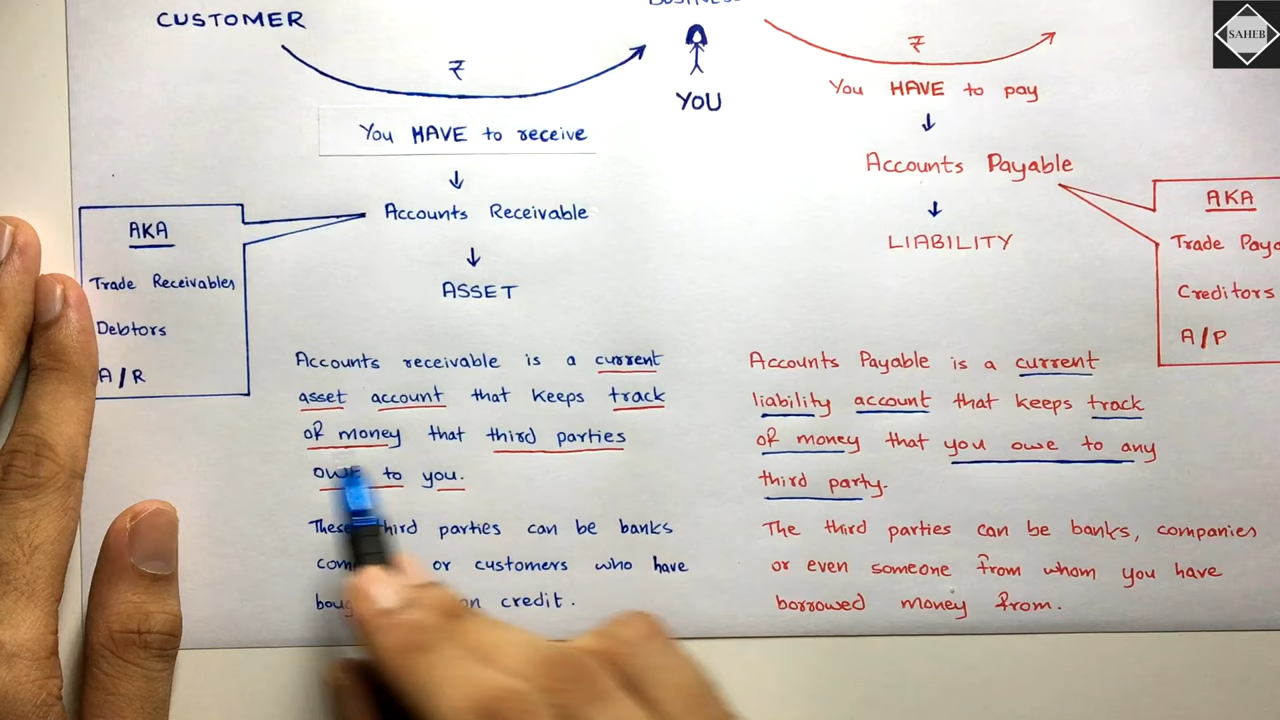 CUSTOMER
₹
You HAVE to receive
↓
Accounts Receivable
↓
ASSET
AKA
Trade Receivables
Debtors
A/R
Accounts receivable is a current
asset account that keeps track
of money that third parties
owe to you.
These third parties can be banks
or customers who have
on credit.
YOU
₹
You HAVE to pay
↓
Accounts Payable
↓
LIABILITY
AKA
Trade
Creditors
A/P
Accounts Payable is a current
liability account that keeps track
of money that you owe to any
third party.
The third parties can be banks, companies
or even someone from whom you have
borrowed money from.
SAHEB